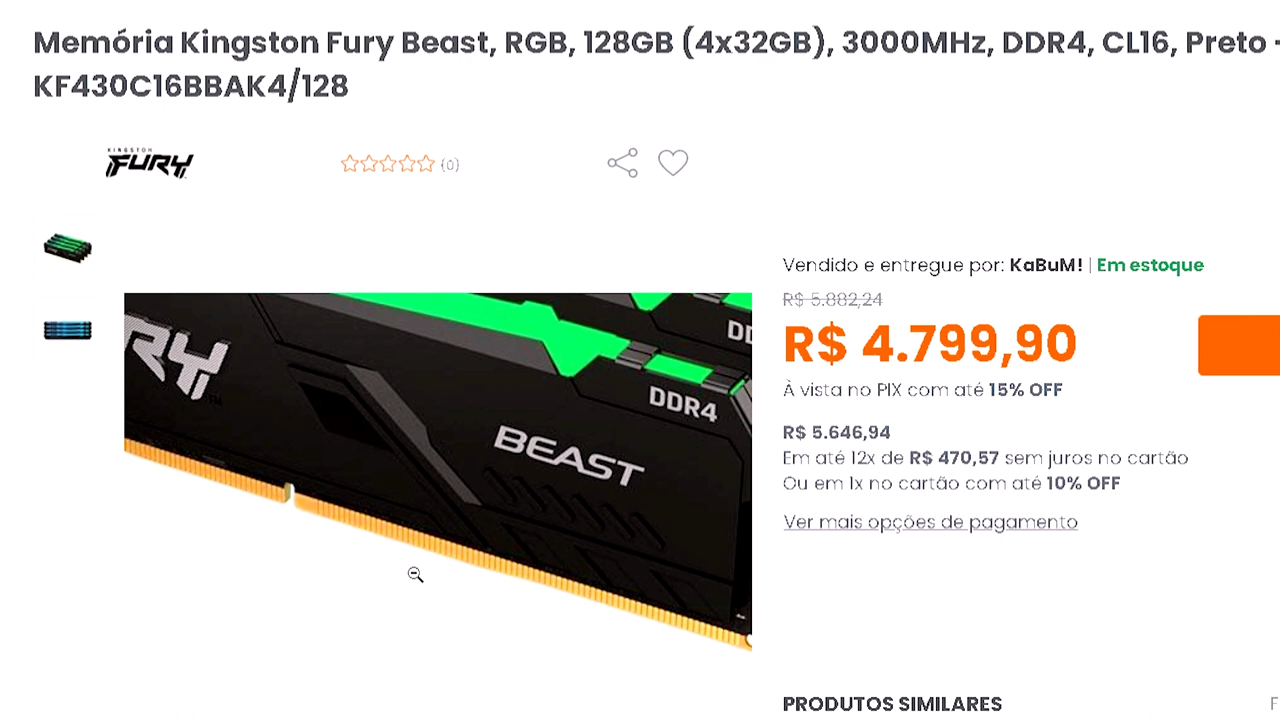 Memória Kingston Fury Beast, RGB, 128GB (4x32GB), 3000MHz, DDR4, CL16, Preto -
KF430C16BBAK4/128
KINGSTON
FURY
(0)
Vendido e entregue por: KaBuM! | Em estoque
R$ 5.882,24
R$ 4.799,90
À vista no PIX com até 15% OFF
R$ 5.646,94
Em até 12x de R$ 470,57 sem juros no cartão
Ou em 1x no cartão com até 10% OFF
Ver mais opções de pagamento
RY
DD
DDR4
BEAST
PRODUTOS SIMILARES
F